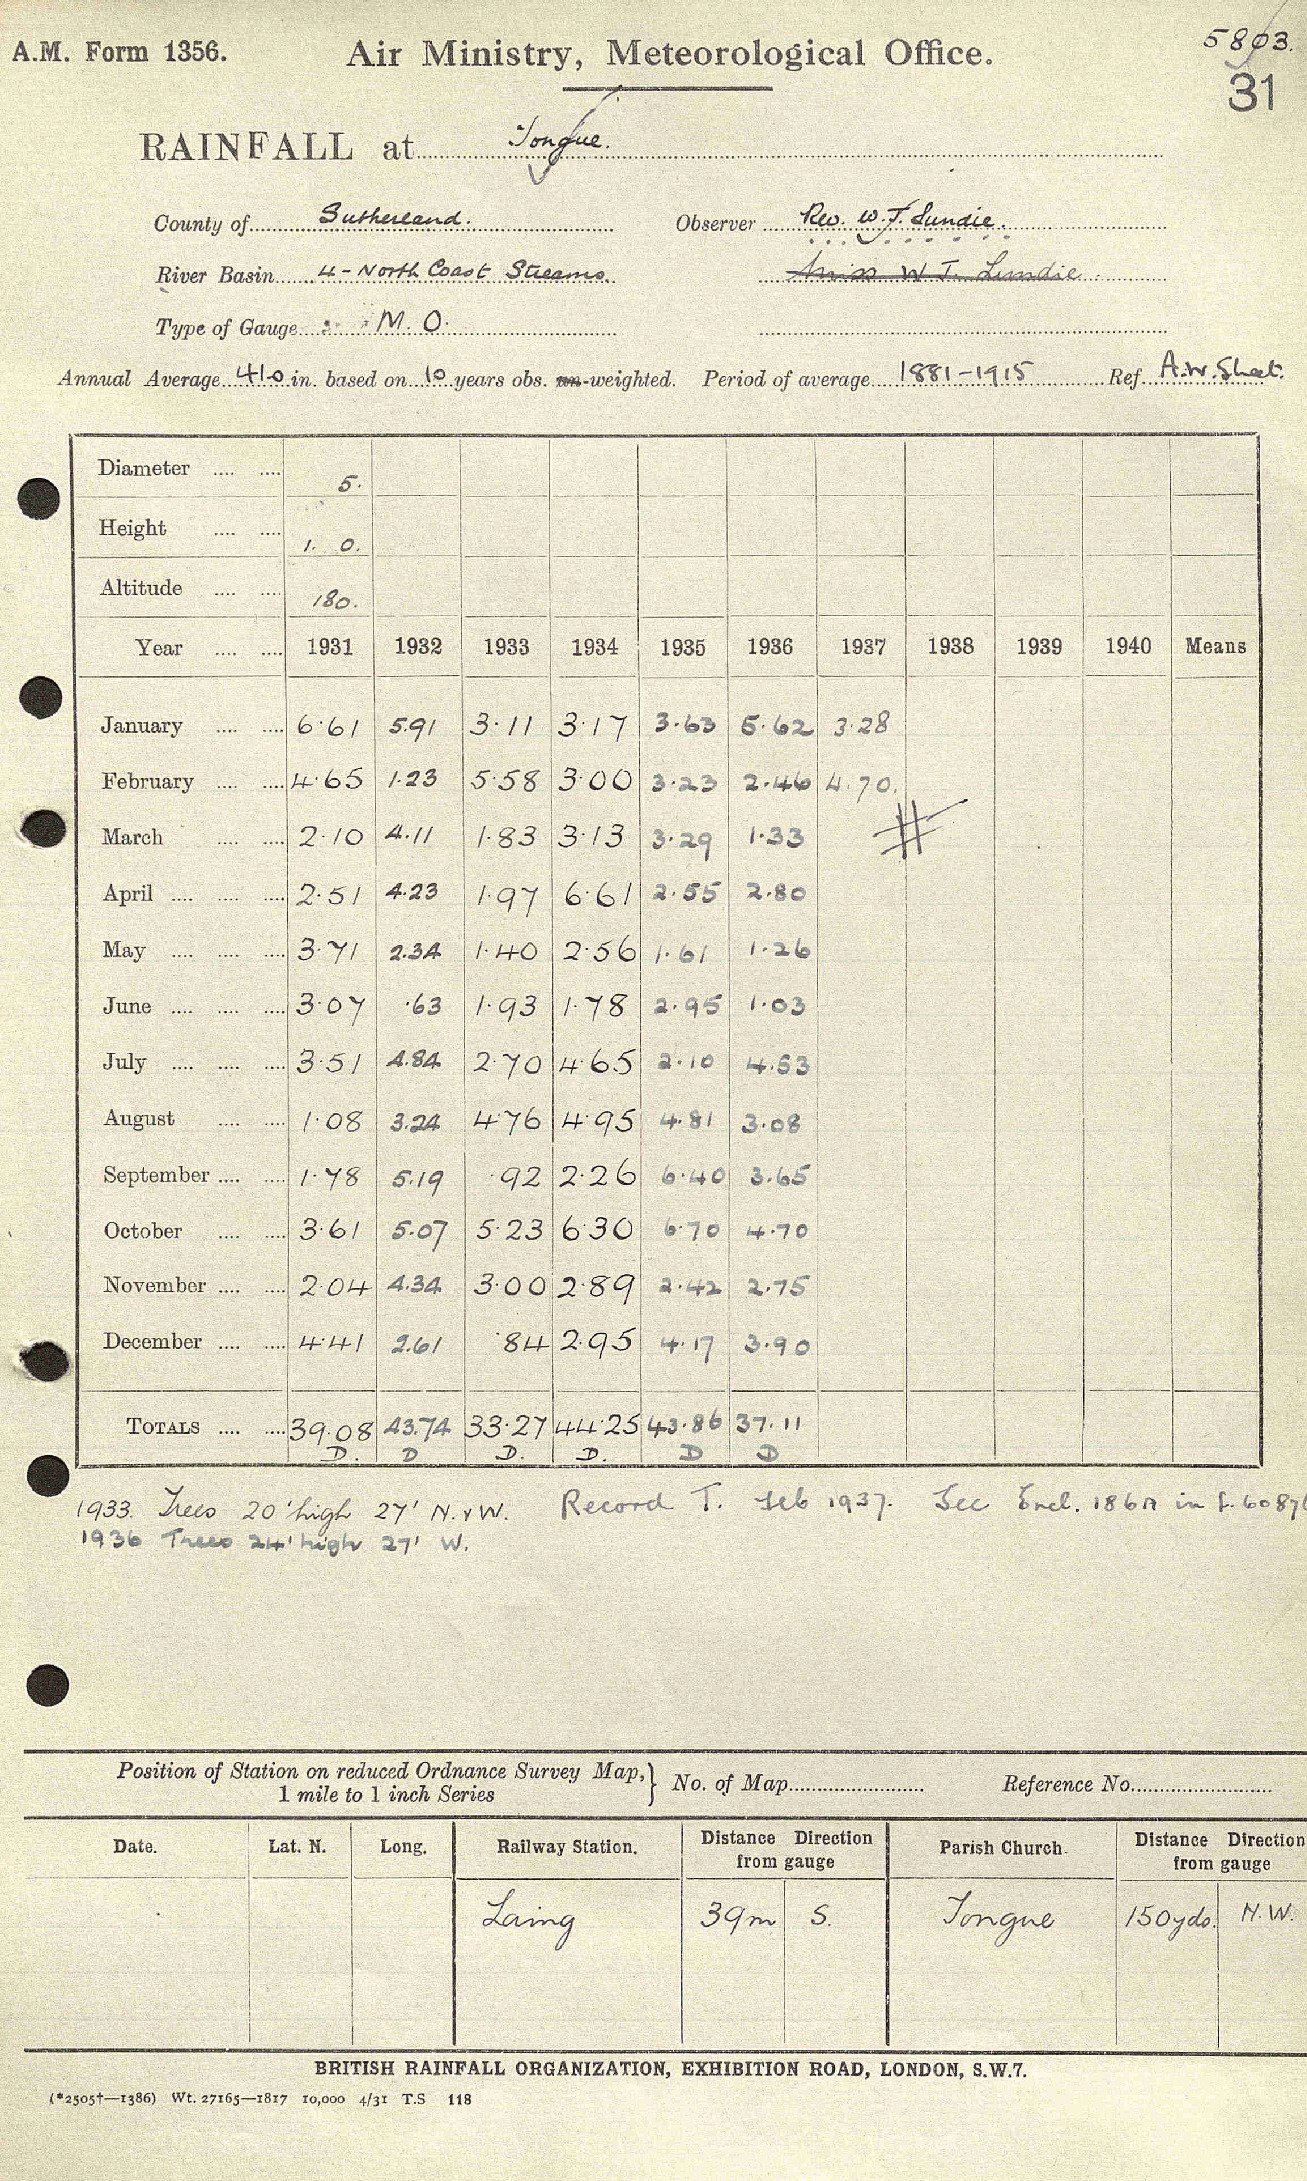 A.M. Form 1356. Air Ministry, Meteorological Office. 5803.
31
RAINFALL at Tongue.
County of Sutherland. Observer Rev. W. J. Lundie.
River Basin 4 - North Coast Streams. Miss W J. Lundie
Type of Gauge M. O.
Annual Average 41.0 in. based on 10 years obs. un-weighted. Period of average 1881-1915 Ref A.W. Sheet.
Diameter .... .... 5.
Height .... .... 1. 0.
Altitude .... .... 180.
Year .... .... 1931 1932 1933 1934 1935 1936 1937 1938 1939 1940 Means
January .... .... 6.61 5.91 3.11 3.17 3.63 5.62 3.28
February .... .... 4.65 1.23 5.58 3.00 3.23 2.46 4.70.
March .... .... 2.10 4.11 1.83 3.13 3.29 1.33
April .... .... .... 2.51 4.23 1.97 6.61 2.55 2.80
May .... .... .... 3.71 2.34 1.40 2.56 1.61 1.26
June .... .... .... 3.07 .63 1.93 1.78 2.95 1.03
July .... .... .... 3.51 4.84 2.70 4.65 2.10 4.53
August .... .... 1.08 3.24 4.76 4.95 4.81 3.08
September .... .... 1.78 5.19 .92 2.26 6.40 3.65
October .... .... 3.61 5.07 5.23 6.30 6.70 4.70
November .... .... 2.04 4.34 3.00 2.89 2.42 2.75
December .... .... 4.41 2.61 .84 2.95 4.17 3.90
TOTALS .... .... 39.08 43.74 33.27 44.25 43.86 37.11
D. D D. D. D D
1933. Trees 20' high 27' N. & W. Record T. Feb 1937. See Encl. 186A in f. 6087
1936 Trees 24' high 27' W.
Position of Station on reduced Ordnance Survey Map, 1 mile to 1 inch Series } No. of Map Reference No.
Date. Lat. N. Long. Railway Station. Distance Direction from gauge Parish Church. Distance Direction from gauge
Laing 39m S. Tongue 150yds. N.W.
BRITISH RAINFALL ORGANIZATION, EXHIBITION ROAD, LONDON, S.W.7.
(*2505†—1386) Wt. 27165—1817 10,000 4/31 T.S 118